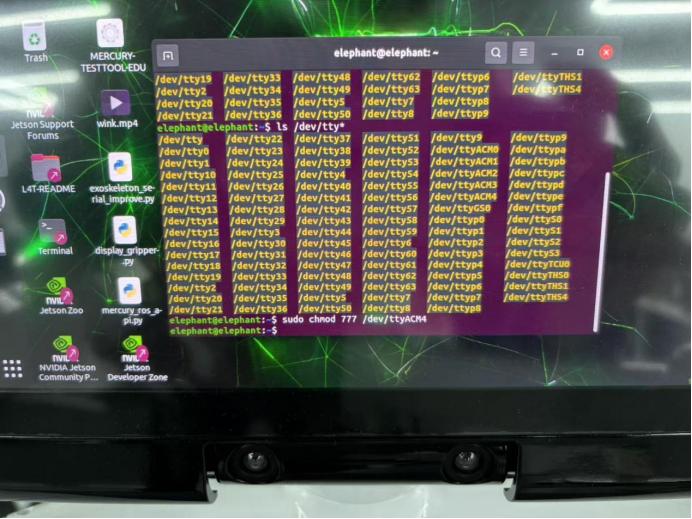 Trash
MERCURY-
TESTTOOL-EDU
Jetson Support
Forums
wink.mp4
L4T-README
exoskeleton_se
rial_improve.py
Terminal
display_gripper-
.py
Jetson Zoo
mercury_ros_a-
pi.py
NVIDIA Jetson
Community P...
Jetson
Developer Zone
elephant@elephant: ~
/dev/tty19 /dev/tty33 /dev/tty48 /dev/tty62 /dev/ttyp6 /dev/ttyTHS1
/dev/tty2 /dev/tty34 /dev/tty49 /dev/tty63 /dev/ttyp7 /dev/ttyTHS4
/dev/tty20 /dev/tty35 /dev/tty5 /dev/tty7 /dev/ttyp8
/dev/tty21 /dev/tty36 /dev/tty50 /dev/tty8 /dev/ttyp9
elephant@elephant:~$ ls /dev/tty*
/dev/tty /dev/tty22 /dev/tty37 /dev/tty51 /dev/tty9 /dev/ttyp9
/dev/tty0 /dev/tty23 /dev/tty38 /dev/tty52 /dev/ttyACM0 /dev/ttypa
/dev/tty1 /dev/tty24 /dev/tty39 /dev/tty53 /dev/ttyACM1 /dev/ttypb
/dev/tty10 /dev/tty25 /dev/tty4 /dev/tty54 /dev/ttyACM2 /dev/ttypc
/dev/tty11 /dev/tty26 /dev/tty40 /dev/tty55 /dev/ttyACM3 /dev/ttypd
/dev/tty12 /dev/tty27 /dev/tty41 /dev/tty56 /dev/ttyACM4 /dev/ttype
/dev/tty13 /dev/tty28 /dev/tty42 /dev/tty57 /dev/ttyGS0 /dev/ttypf
/dev/tty14 /dev/tty29 /dev/tty43 /dev/tty58 /dev/ttyp0 /dev/ttyS0
/dev/tty15 /dev/tty3 /dev/tty44 /dev/tty59 /dev/ttyp1 /dev/ttyS1
/dev/tty16 /dev/tty30 /dev/tty45 /dev/tty6 /dev/ttyp2 /dev/ttyS2
/dev/tty17 /dev/tty31 /dev/tty46 /dev/tty60 /dev/ttyp3 /dev/ttyS3
/dev/tty18 /dev/tty32 /dev/tty47 /dev/tty61 /dev/ttyp4 /dev/ttyTCU0
/dev/tty19 /dev/tty33 /dev/tty48 /dev/tty62 /dev/ttyp5 /dev/ttyTHS0
/dev/tty2 /dev/tty34 /dev/tty49 /dev/tty63 /dev/ttyp6 /dev/ttyTHS1
/dev/tty20 /dev/tty35 /dev/tty5 /dev/tty7 /dev/ttyp7 /dev/ttyTHS4
/dev/tty21 /dev/tty36 /dev/tty50 /dev/tty8 /dev/ttyp8
elephant@elephant:~$ sudo chmod 777 /dev/ttyACM4
elephant@elephant:~$